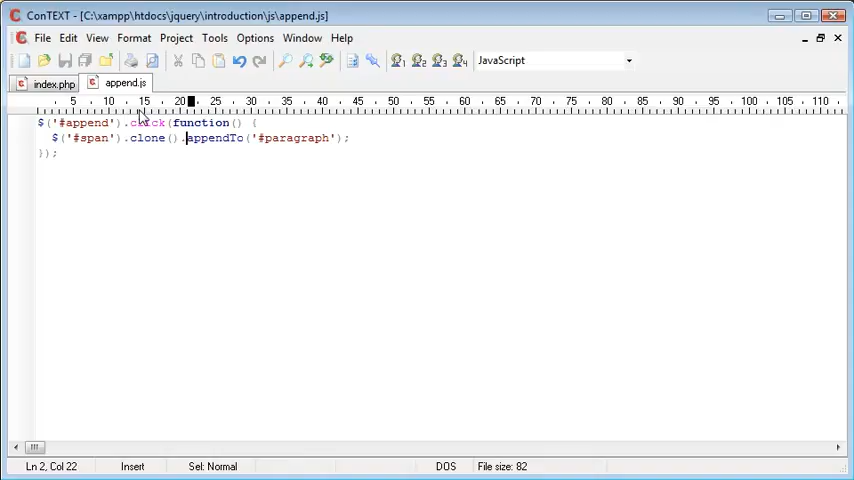 ConTEXT - [C:\xampp\htdocs\jquery\introduction\js\append.js]
File Edit View Format Project Tools Options Window Help
JavaScript
index.php append.js
5 10 15 20 25 30 35 40 45 50 55 60 65 70 75 80 85 90 95 100 105 110
$('#append').click(function() {
$('#span').clone().appendTo('#paragraph');
});
Ln 2, Col 22 Insert Sel: Normal DOS File size: 82